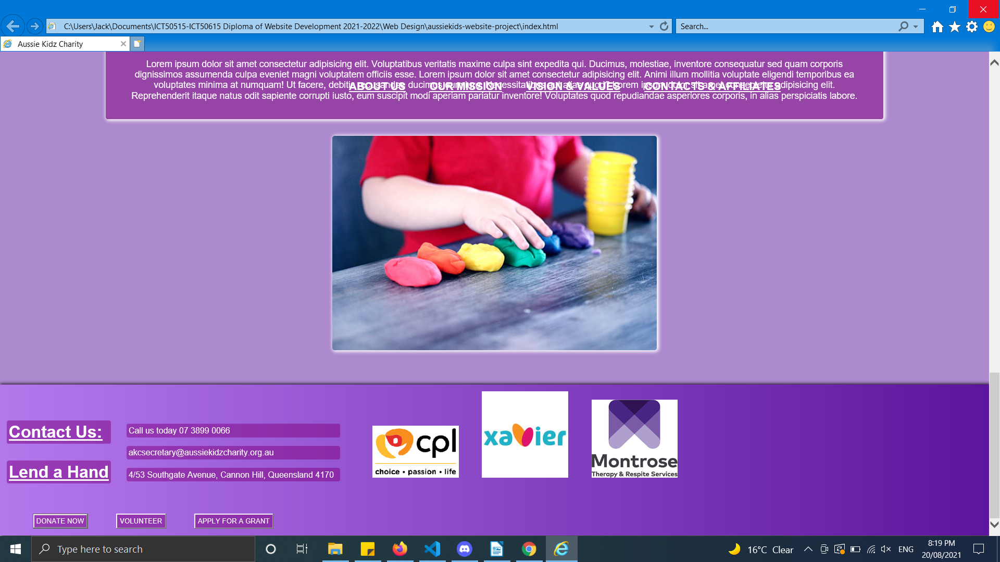 C:\Users\Jack\Documents\ICT50515-ICT50615 Diploma of Website Development 2021-2022\Web Design\aussiekids-website-project\index.html
Search...
Aussie Kidz Charity
Lorem ipsum dolor sit amet consectetur adipisicing elit. Voluptatibus veritatis maxime culpa sint expedita qui. Ducimus, molestiae, inventore consequatur sed quam corporis
dignissimos assumenda culpa eveniet magni voluptatem officiis esse. Lorem ipsum dolor sit amet consectetur adipisicing elit. Animi illum mollitia voluptate eligendi temporibus ea
voluptates minima at numquam! Ut facere, debitis recusandae ducimus Necessitatibus aut alias quod! Lorem ipsum dolor sit amet consectetur adipisicing elit.
ABOUT US OUR MISSION VISION & VALUES CONTACTS & AFFILIATES
Reprehenderit itaque natus odit sapiente corrupti iusto, eum suscipit modi aperiam pariatur inventore! Voluptates quod repudiandae asperiores corporis, in alias perspiciatis labore.
Contact Us:
Lend a Hand
Call us today 07 3899 0066
akcsecretary@aussiekidzcharity.org.au
4/53 Southgate Avenue, Cannon Hill, Queensland 4170
cpl
choice • passion • life
xavier
Montrose
Therapy & Respite Services
DONATE NOW
VOLUNTEER
APPLY FOR A GRANT
Type here to search
16°C Clear
ENG
8:19 PM
20/08/2021